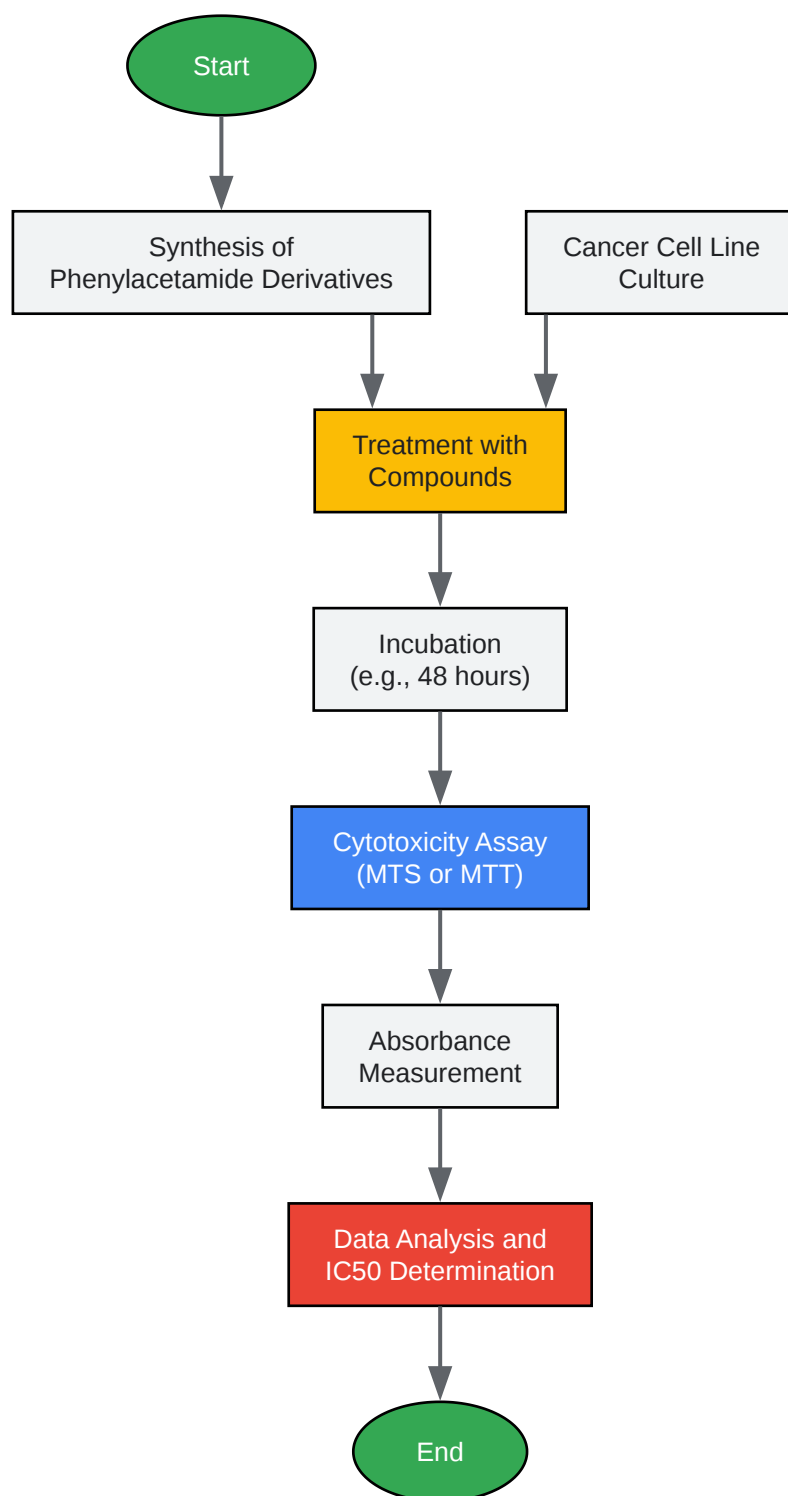 Start
Synthesis of
Phenylacetamide Derivatives
Cancer Cell Line
Culture
Treatment with
Compounds
Incubation
(e.g., 48 hours)
Cytotoxicity Assay
(MTS or MTT)
Absorbance
Measurement
Data Analysis and
IC50 Determination
End